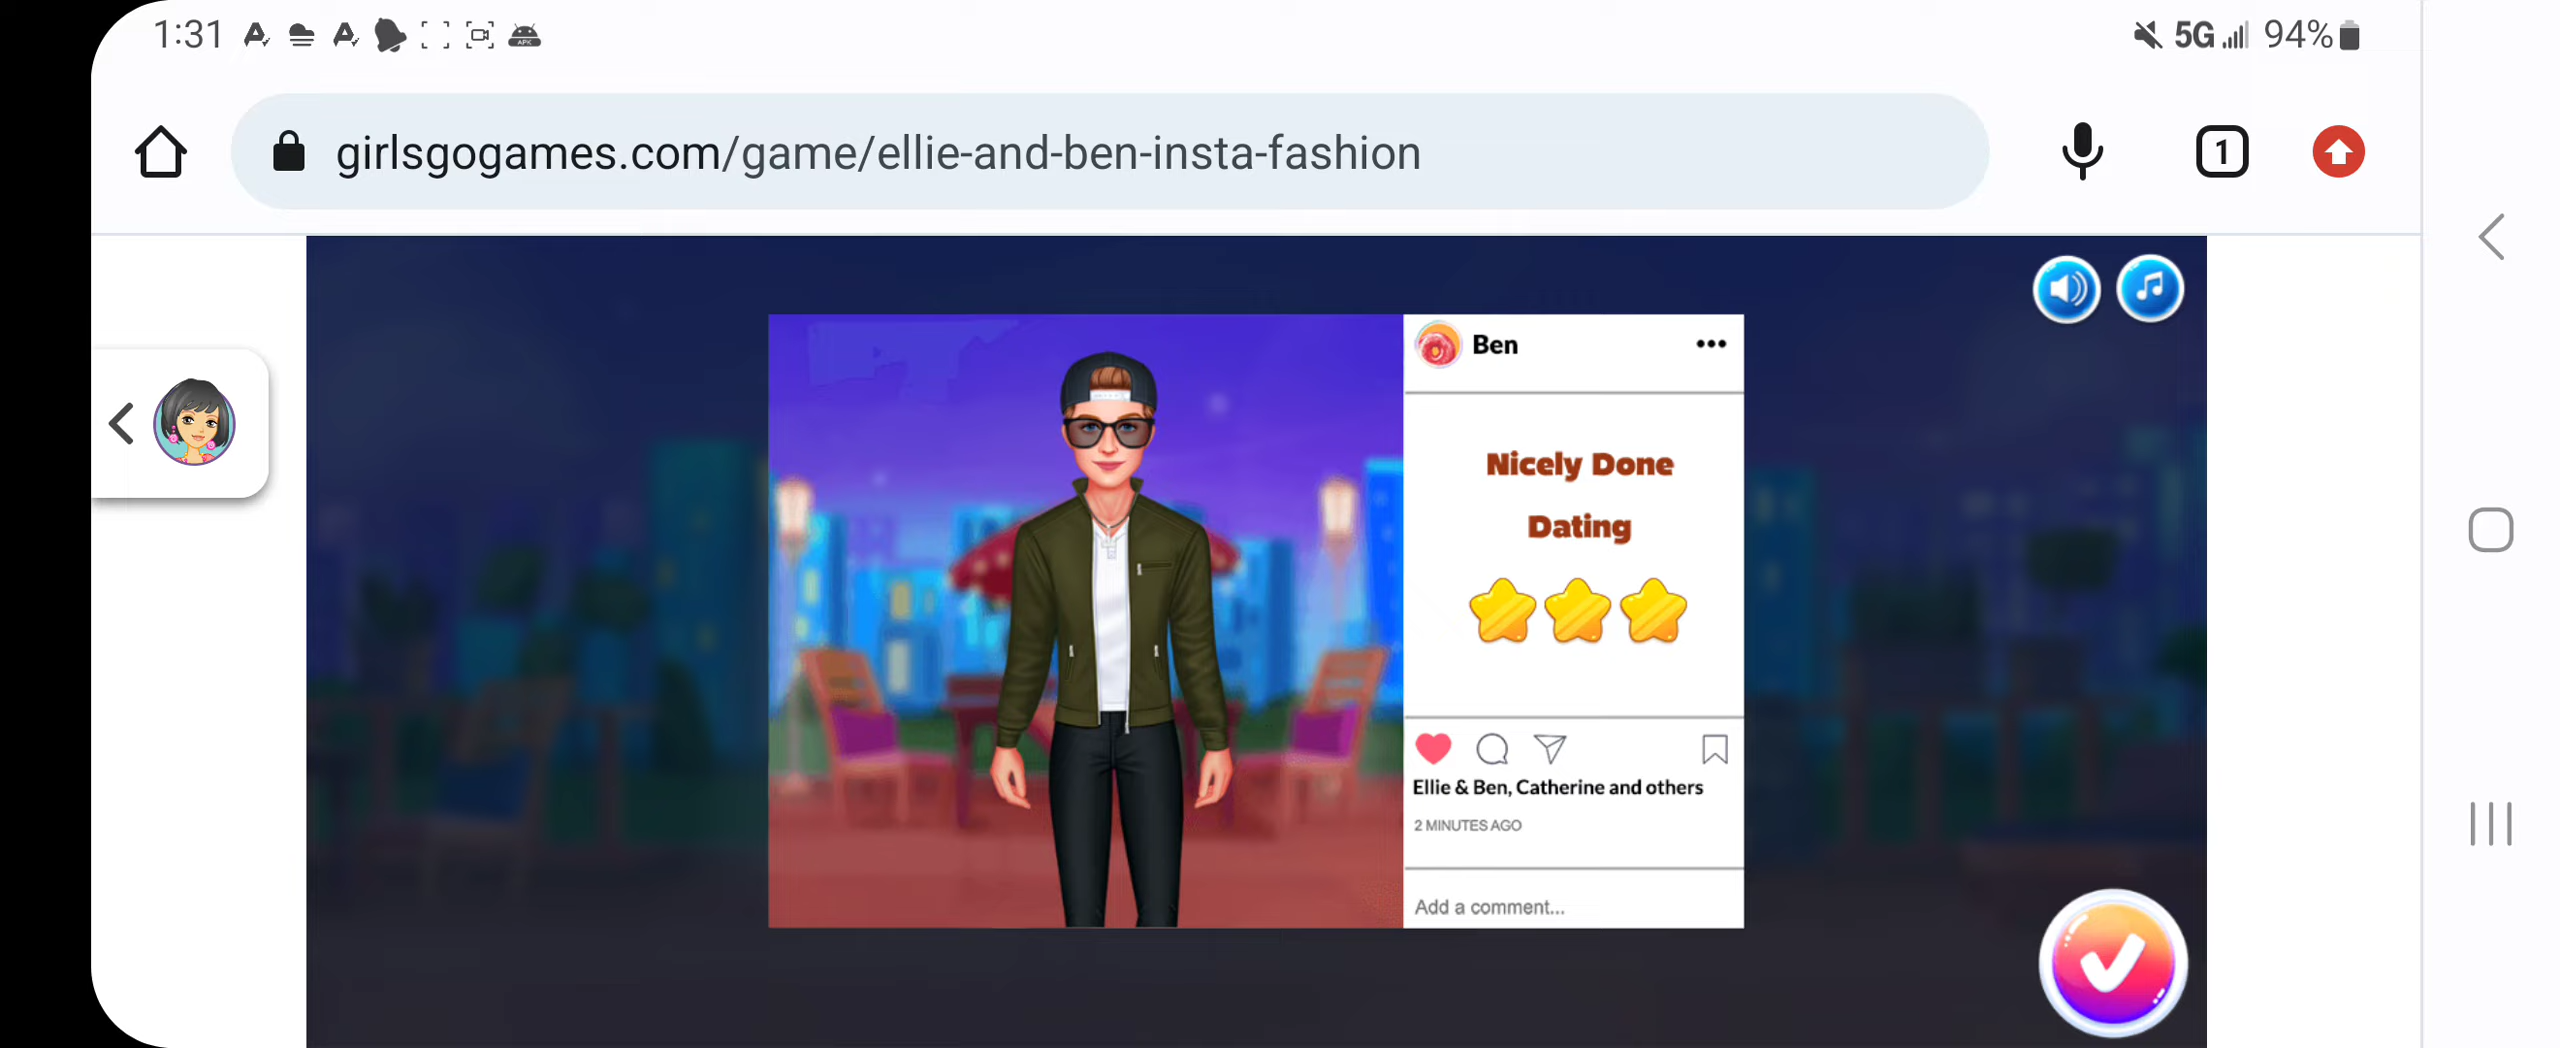 1:31
5G 94%
APK
girlsgogames.com/game/ellie-and-ben-insta-fashion
1
Ben
Nicely Done
Dating
Ellie & Ben, Catherine and others
2 MINUTES AGO
Add a comment...